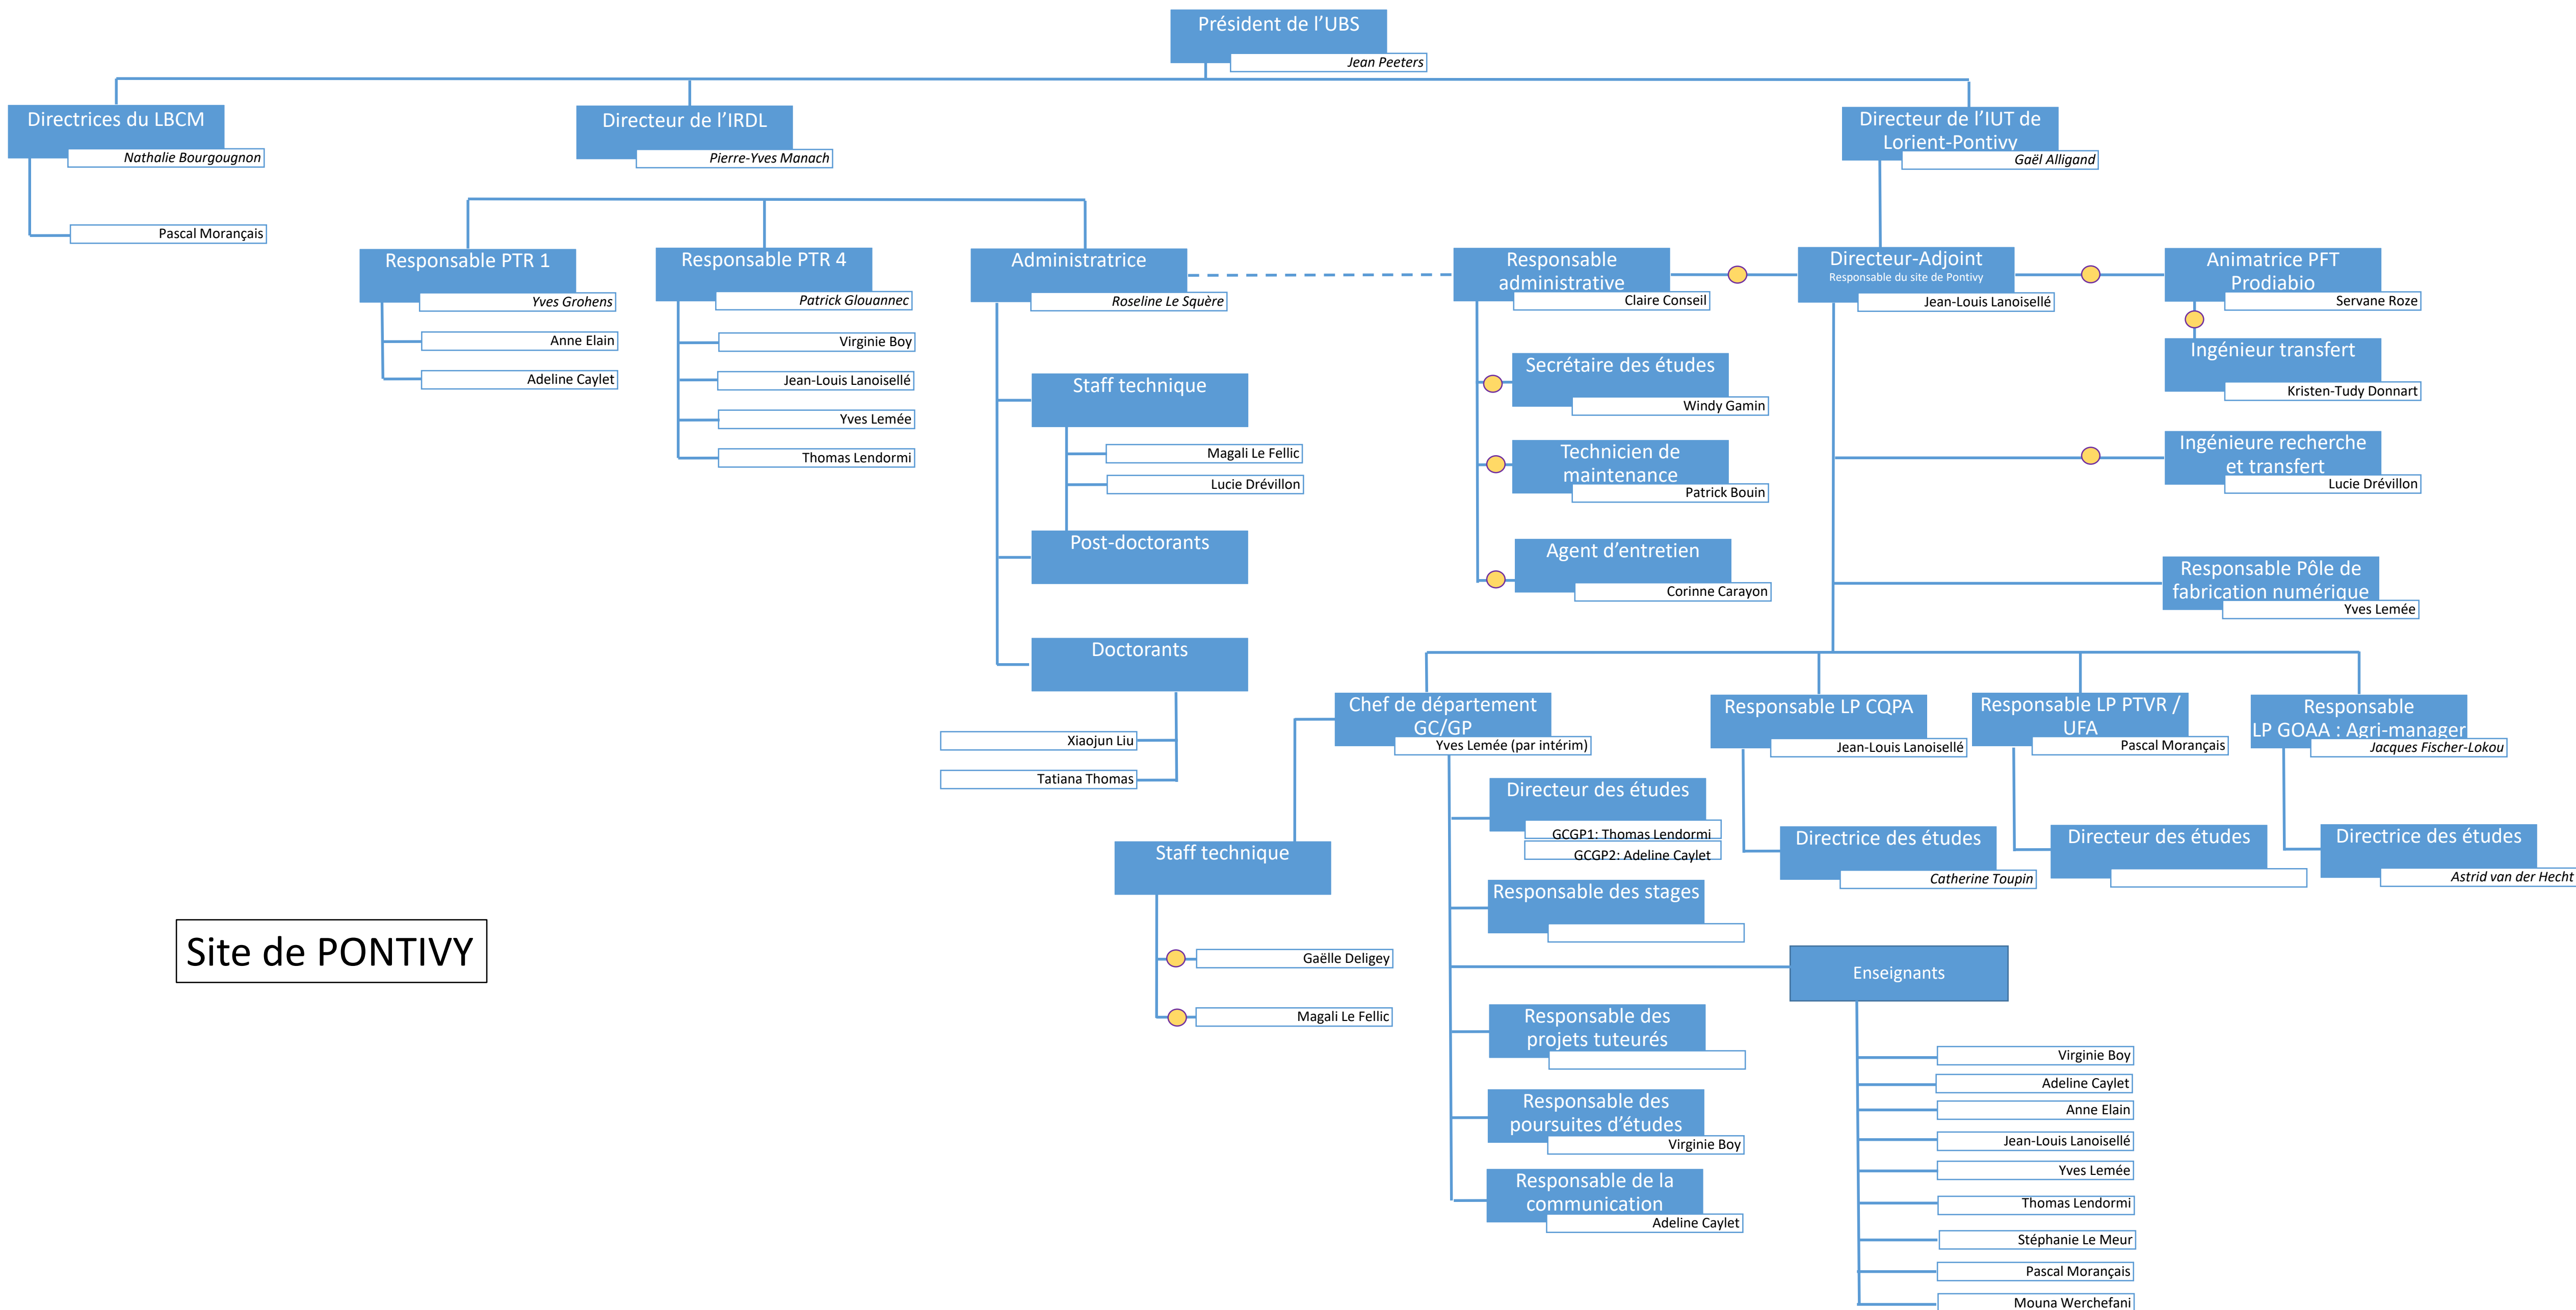 Président de l’UBS
Jean Peeters
Directrices du LBCM
Nathalie Bourgougnon
Pascal Morançais
Directeur de l’IRDL
Pierre-Yves Manach
Directeur de l’IUT de
Lorient-Pontivy
Gaël Alligand
Responsable PTR 1
Yves Grohens
Anne Elain
Adeline Caylet
Responsable PTR 4
Patrick Glouannec
Virginie Boy
Jean-Louis Lanoisellé
Yves Lemée
Thomas Lendormi
Administratrice
Roseline Le Squère
Staff technique
Magali Le Fellic
Lucie Drévillon
Post-doctorants
Doctorants
Xiaojun Liu
Tatiana Thomas
Responsable
administrative
Claire Conseil
Secrétaire des études
Windy Gamin
Technicien de
maintenance
Patrick Bouin
Agent d’entretien
Corinne Carayon
Directeur-Adjoint
Responsable du site de Pontivy
Jean-Louis Lanoisellé
Animatrice PFT
Prodiabio
Servane Roze
Ingénieur transfert
Kristen-Tudy Donnart
Ingénieure recherche
et transfert
Lucie Drévillon
Responsable Pôle de
fabrication numérique
Yves Lemée
Chef de département
GC/GP
Yves Lemée (par intérim)
Staff technique
Gaëlle Deligey
Magali Le Fellic
Directeur des études
GCGP1: Thomas Lendormi
GCGP2: Adeline Caylet
Responsable des stages
Responsable des
projets tuteurés
Responsable des
poursuites d’études
Virginie Boy
Responsable de la
communication
Adeline Caylet
Enseignants
Virginie Boy
Adeline Caylet
Anne Elain
Jean-Louis Lanoisellé
Yves Lemée
Thomas Lendormi
Stéphanie Le Meur
Pascal Morançais
Mouna Werchefani
Responsable LP CQPA
Jean-Louis Lanoisellé
Directrice des études
Catherine Toupin
Responsable LP PTVR /
UFA
Pascal Morançais
Directeur des études
Responsable
LP GOAA : Agri-manager
Jacques Fischer-Lokou
Directrice des études
Astrid van der Hecht
Site de PONTIVY